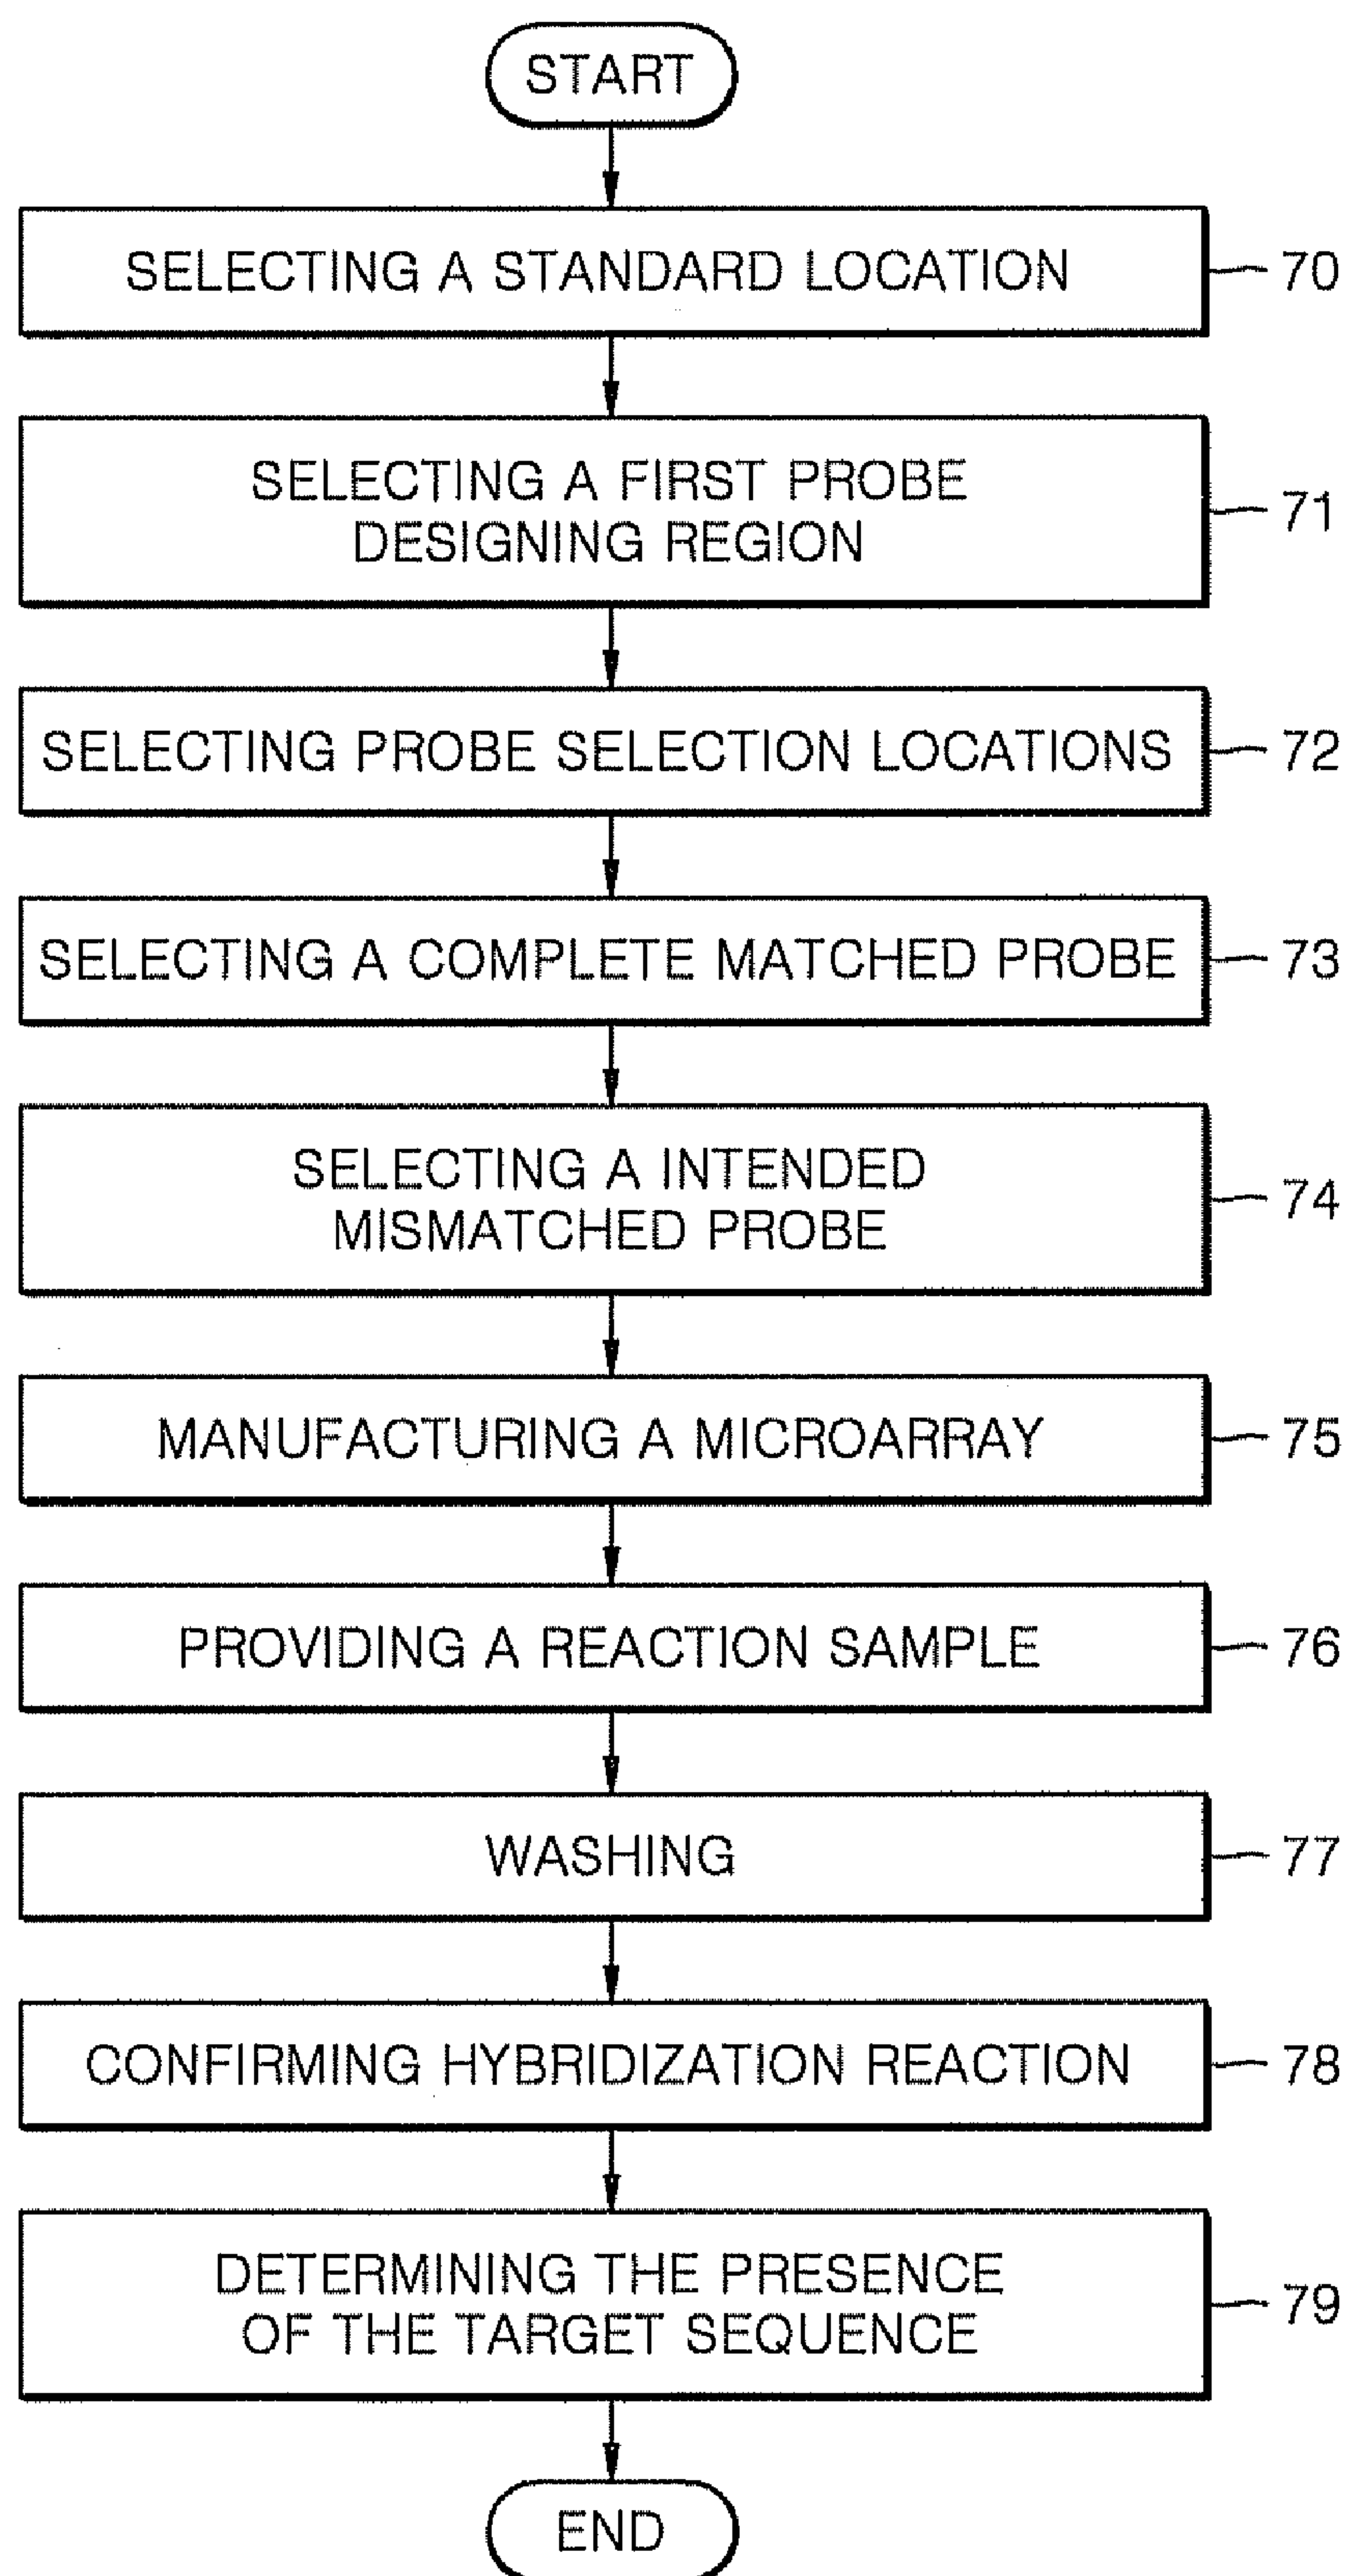 START
SELECTING A STANDARD LOCATION
70
SELECTING A FIRST PROBE
DESIGNING REGION
71
SELECTING PROBE SELECTION LOCATIONS
72
SELECTING A COMPLETE MATCHED PROBE
73
SELECTING A INTENDED
MISMATCHED PROBE
74
MANUFACTURING A MICROARRAY
75
PROVIDING A REACTION SAMPLE
76
WASHING
77
CONFIRMING HYBRIDIZATION REACTION
78
DETERMINING THE PRESENCE
OF THE TARGET SEQUENCE
79
END